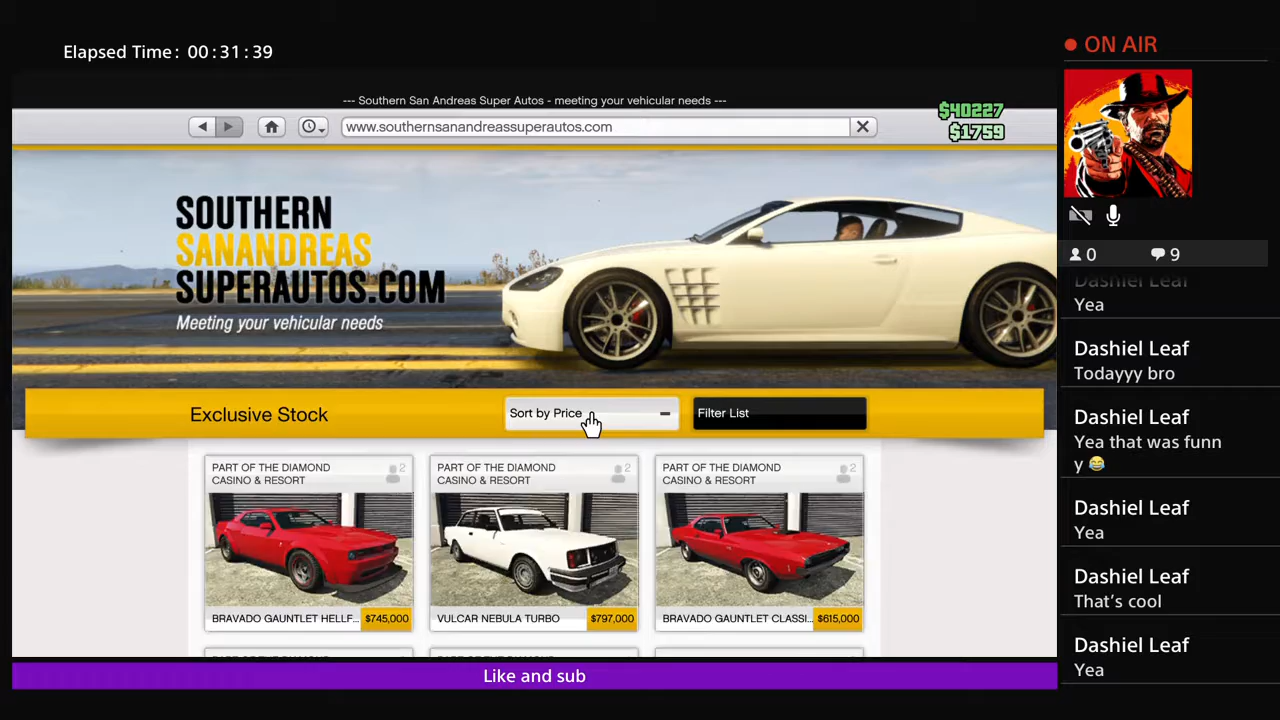 Elapsed Time: 00:31:39
ON AIR
--- Southern San Andreas Super Autos - meeting your vehicular needs ---
$40227
$1759
www.southernsanandreassuperautos.com
SOUTHERN
SANANDREAS
SUPERAUTOS.COM
Meeting your vehicular needs
Exclusive Stock
Sort by Price
Filter List
PART OF THE DIAMOND
CASINO & RESORT
2
BRAVADO GAUNTLET HELLF... $745,000
PART OF THE DIAMOND
CASINO & RESORT
2
VULCAR NEBULA TURBO $797,000
PART OF THE DIAMOND
CASINO & RESORT
2
BRAVADO GAUNTLET CLASSI... $615,000
Like and sub
0 9
Dashiel Leaf
Yea
Dashiel Leaf
Todayyy bro
Dashiel Leaf
Yea that was funn
y 😂
Dashiel Leaf
Yea
Dashiel Leaf
That's cool
Dashiel Leaf
Yea